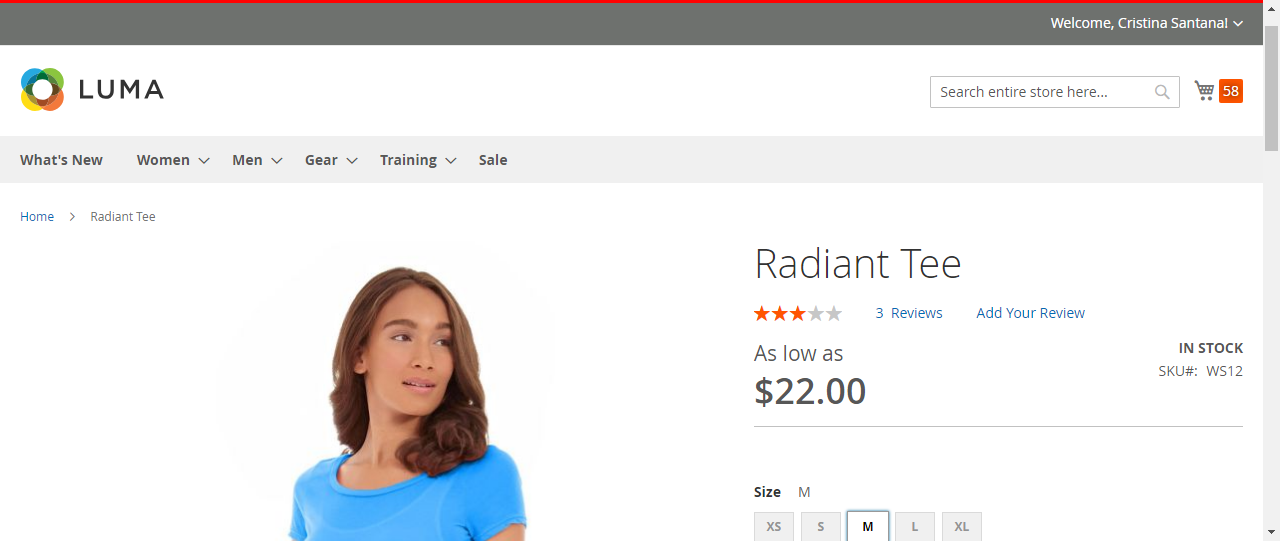 Welcome, Cristina Santana!
LUMA
Search entire store here...
58
What's New Women Men Gear Training Sale
Home Radiant Tee
Radiant Tee
3 Reviews Add Your Review
As low as
IN STOCK
$22.00
SKU#: WS12
Size M
XS S M L XL